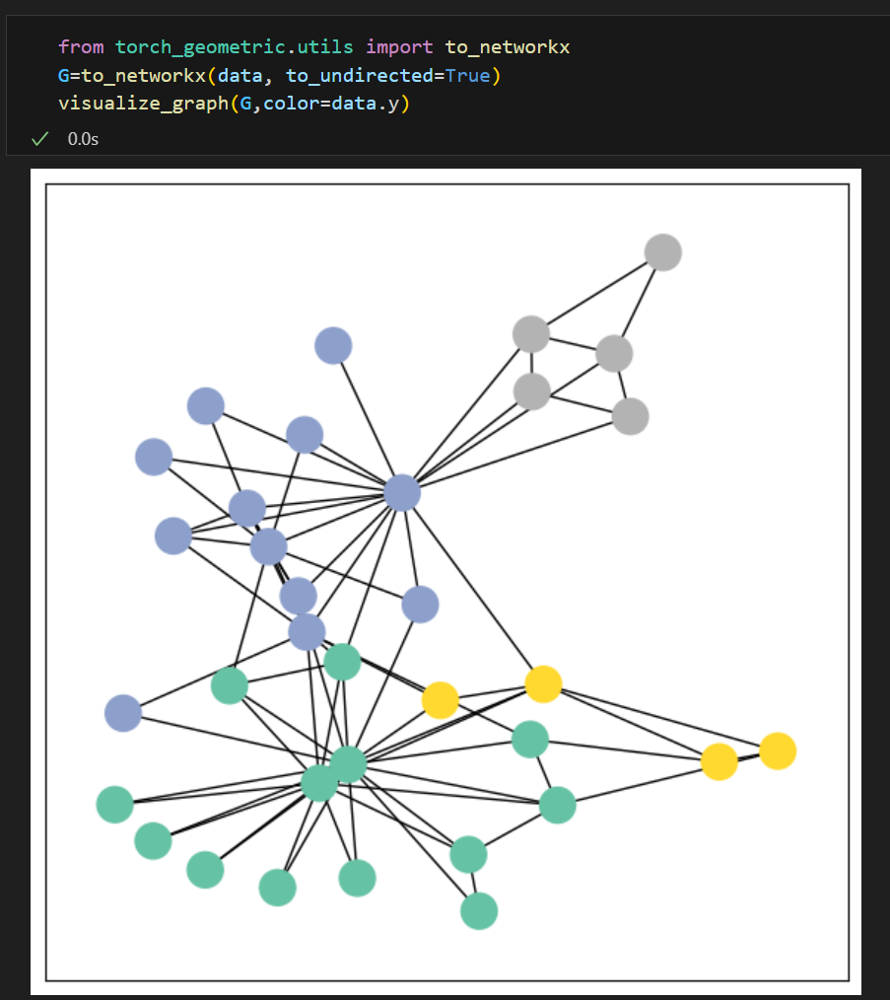 from torch_geometric.utils import to_networkx
G=to_networkx(data, to_undirected=True)
visualize_graph(G,color=data.y)
0.0s